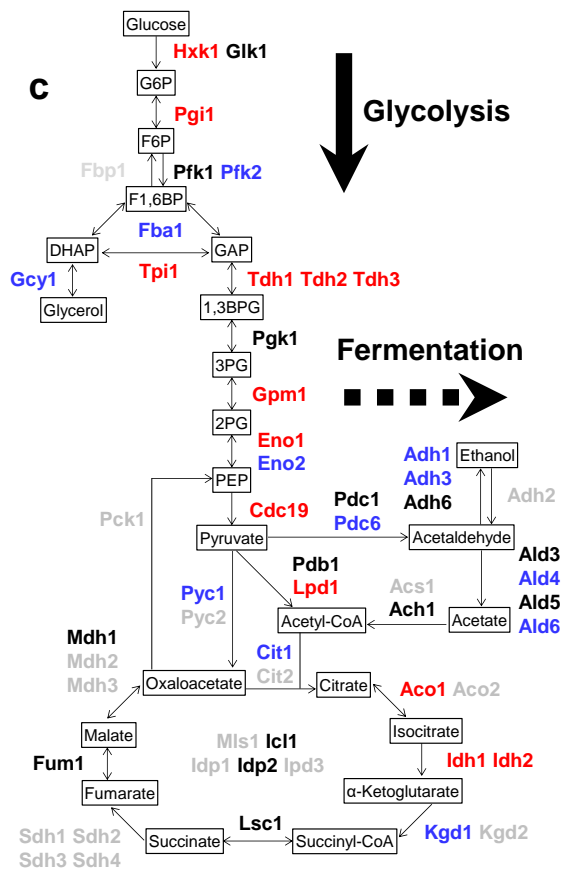 Glucose
Hxk1 Glk1
c
G6P
Glycolysis
Pgi1
F6P
Fbp1
Pfk1 Pfk2
F1,6BP
Fba1
DHAP
GAP
Tpi1
Gcy1
Tdh1 Tdh2 Tdh3
Glycerol
1,3BPG
Pgk1
3PG
Fermentation
Gpm1
2PG
Eno1
Eno2
Adh1
Adh3
Adh6
Ethanol
Adh2
PEP
Pck1
Cdc19
Pdc1
Pdc6
Pyruvate
Acetaldehyde
Pdb1
Lpd1
Ald3
Ald4
Ald5
Ald6
Pyc1
Pyc2
Acs1
Ach1
Acetyl-CoA
Acetate
Mdh1
Mdh2
Mdh3
Cit1
Cit2
Oxaloacetate
Citrate
Aco1 Aco2
Malate
Isocitrate
Mls1 Icl1
Idp1 Idp2 Ipd3
Fum1
Idh1 Idh2
Fumarate
α-Ketoglutarate
Lsc1
Sdh1 Sdh2
Sdh3 Sdh4
Succinate
Succinyl-CoA
Kgd1 Kgd2